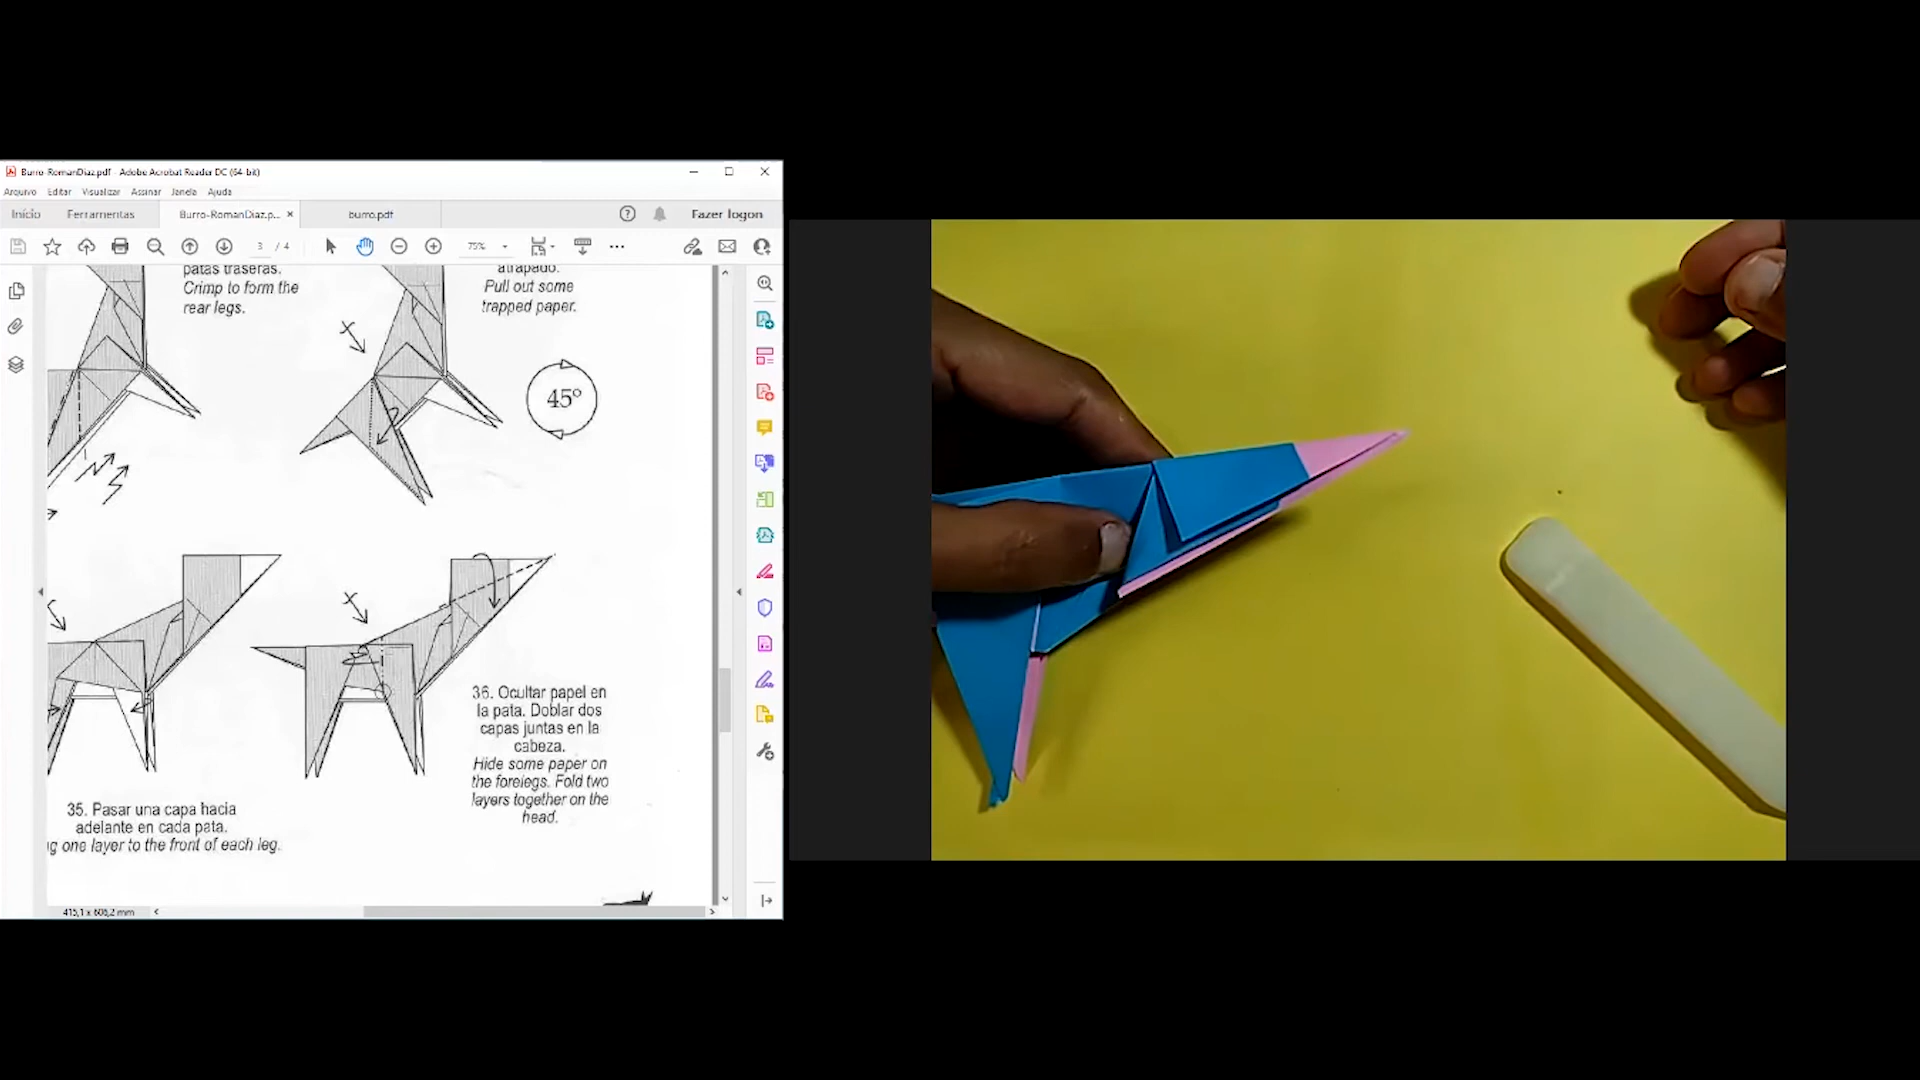 Burro-RomanDiaz.pdf - Adobe Acrobat Reader DC (64-bit)
Arquivo Editar Visualizar Assinar Janela Ajuda
Início Ferramentas Burro-RomanDiaz.p... burro.pdf Fazer logon
3 / 4 75%
patas traseras.
Crimp to form the
rear legs.
atrapado.
Pull out some
trapped paper.
45º
36. Ocultar papel en
la pata. Doblar dos
capas juntas en la
cabeza.
Hide some paper on
the forelegs. Fold two
layers together on the
head.
35. Pasar una capa hacia
adelante en cada pata.
g one layer to the front of each leg.
415,1 x 606,2 mm